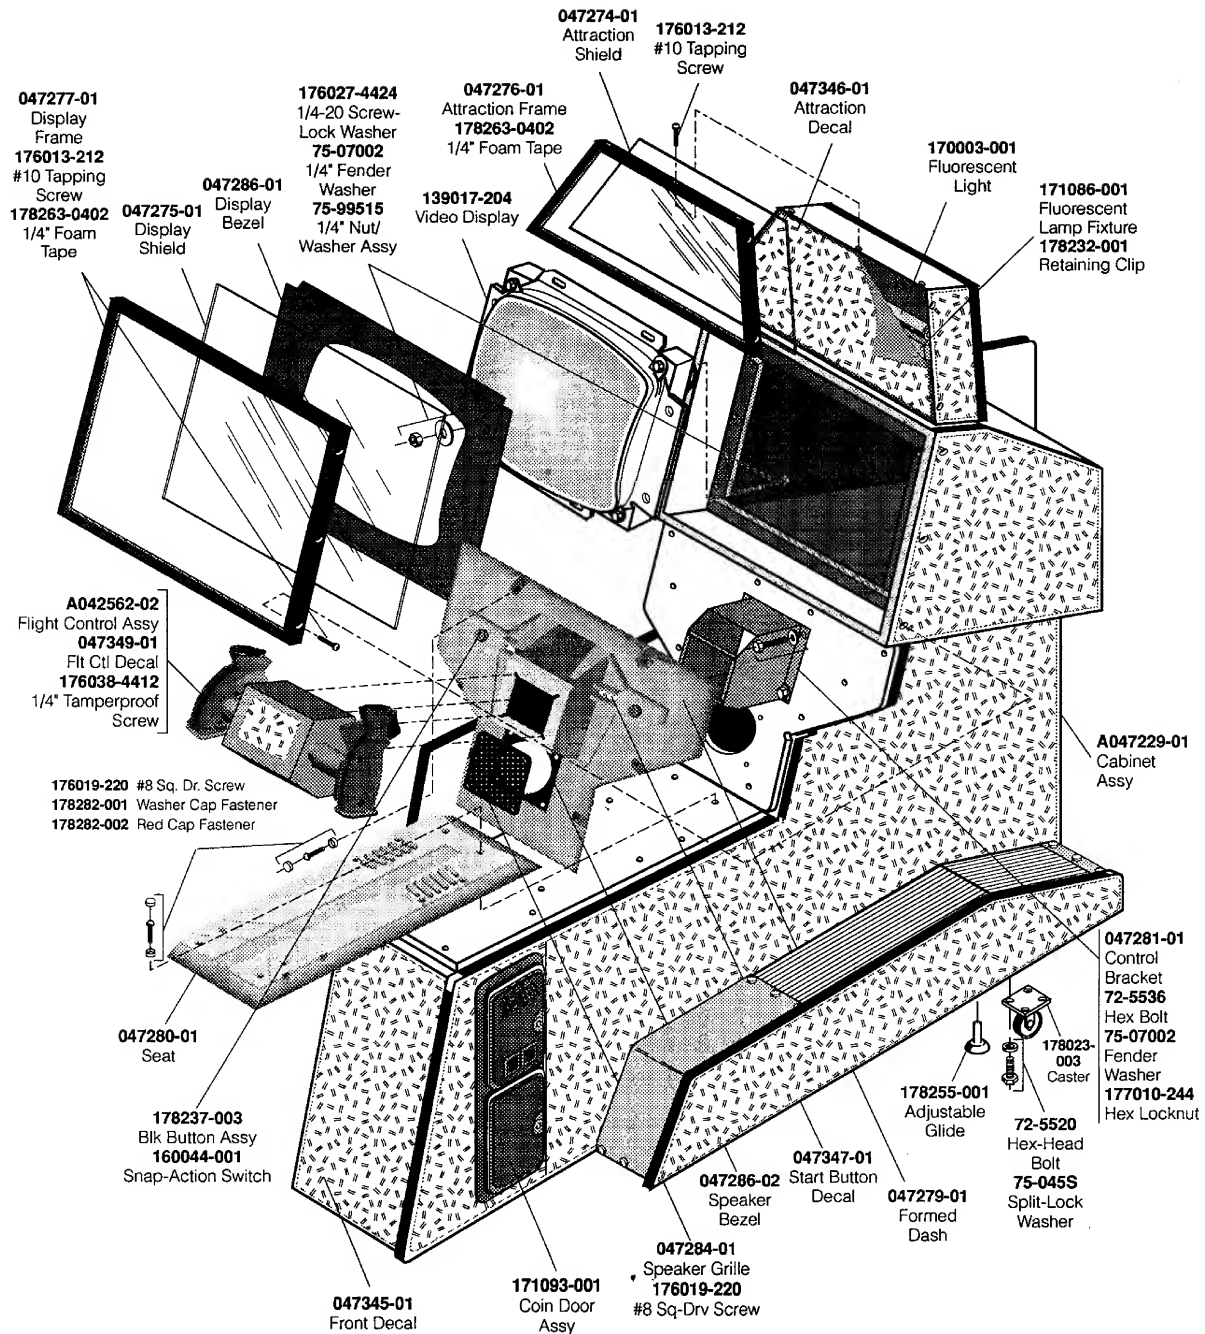 047274-01
Attraction
Shield
176013-212
#10 Tapping
Screw
047277-01
Display
Frame
176013-212
#10 Tapping
Screw
178263-0402
1/4" Foam
Tape
047275-01
Display
Shield
047286-01
Display
Bezel
176027-4424
1/4-20 Screw-
Lock Washer
75-07002
1/4" Fender
Washer
75-99515
1/4" Nut/
Washer Assy
047276-01
Attraction Frame
178263-0402
1/4" Foam Tape
139017-204
Video Display
047346-01
Attraction
Decal
170003-001
Fluorescent
Light
171086-001
Fluorescent
Lamp Fixture
178232-001
Retaining Clip
A042562-02
Flight Control Assy
047349-01
Flt Ctl Decal
176038-4412
1/4" Tamperproof
Screw
176019-220 #8 Sq. Dr. Screw
178282-001 Washer Cap Fastener
178282-002 Red Cap Fastener
A047229-01
Cabinet
Assy
047280-01
Seat
178237-003
Blk Button Assy
160044-001
Snap-Action Switch
047345-01
Front Decal
171093-001
Coin Door
Assy
047284-01
Speaker Grille
176019-220
#8 Sq-Drv Screw
047286-02
Speaker
Bezel
047347-01
Start Button
Decal
047279-01
Formed
Dash
178255-001
Adjustable
Glide
178023-
003
Caster
72-5520
Hex-Head
Bolt
75-045S
Split-Lock
Washer
047281-01
Control
Bracket
72-5536
Hex Bolt
75-07002
Fender
Washer
177010-244
Hex Locknut